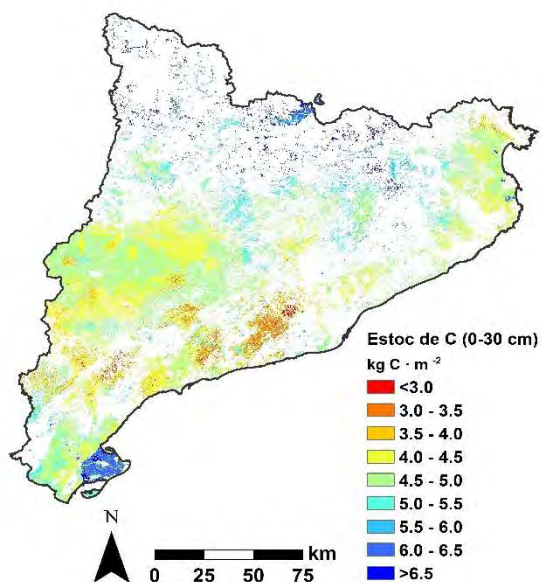 Estoc de C (0-30 cm)
kg C · m ⁻²
<3.0
3.0 - 3.5
3.5 - 4.0
4.0 - 4.5
4.5 - 5.0
5.0 - 5.5
5.5 - 6.0
6.0 - 6.5
>6.5
N
km
0 25 50 75